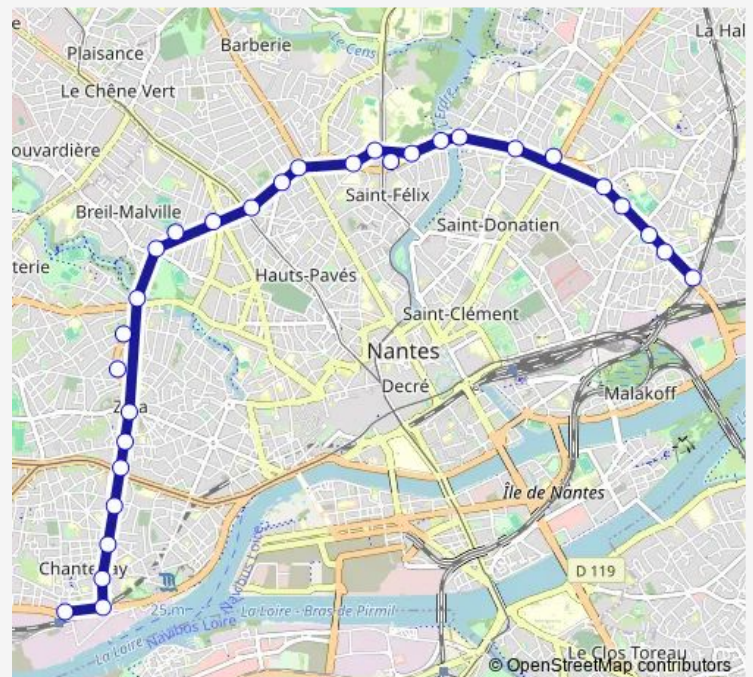 e
La Hal
Plaisance
Barberie
Le Cens
Le Chêne Vert
L'Erdre
ouvardière
Saint-Félix
Breil-Malville
Saint-Donatien
terie
Hauts-Pavés
Saint-Clément
Nantes
Decré
Malakoff
Île de Nantes
Navibus Loire
D 119
25 m
La Loire - Bras de Pirmil
Navibus Loire
La Loire
Le Clos Toreau
© OpenStreetMap contributors